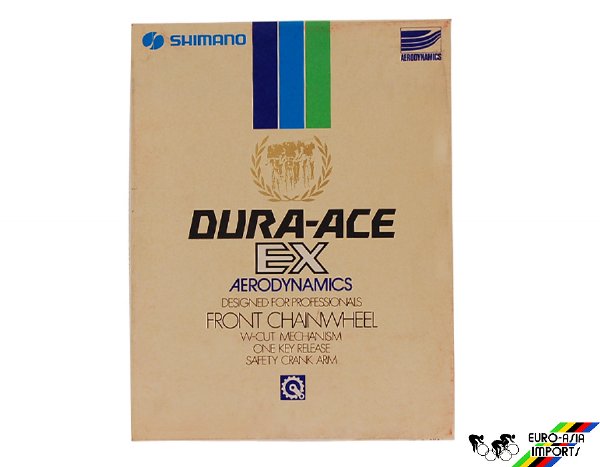 SHIMANO
AERODYNAMICS
DURA-ACE
EX
AERODYNAMICS
DESIGNED FOR PROFESSIONALS
FRONT CHAINWHEEL
W-CUT MECHANISM
ONE KEY RELEASE
SAFETY CRANK ARM
EURO-ASIA
IMPORTS